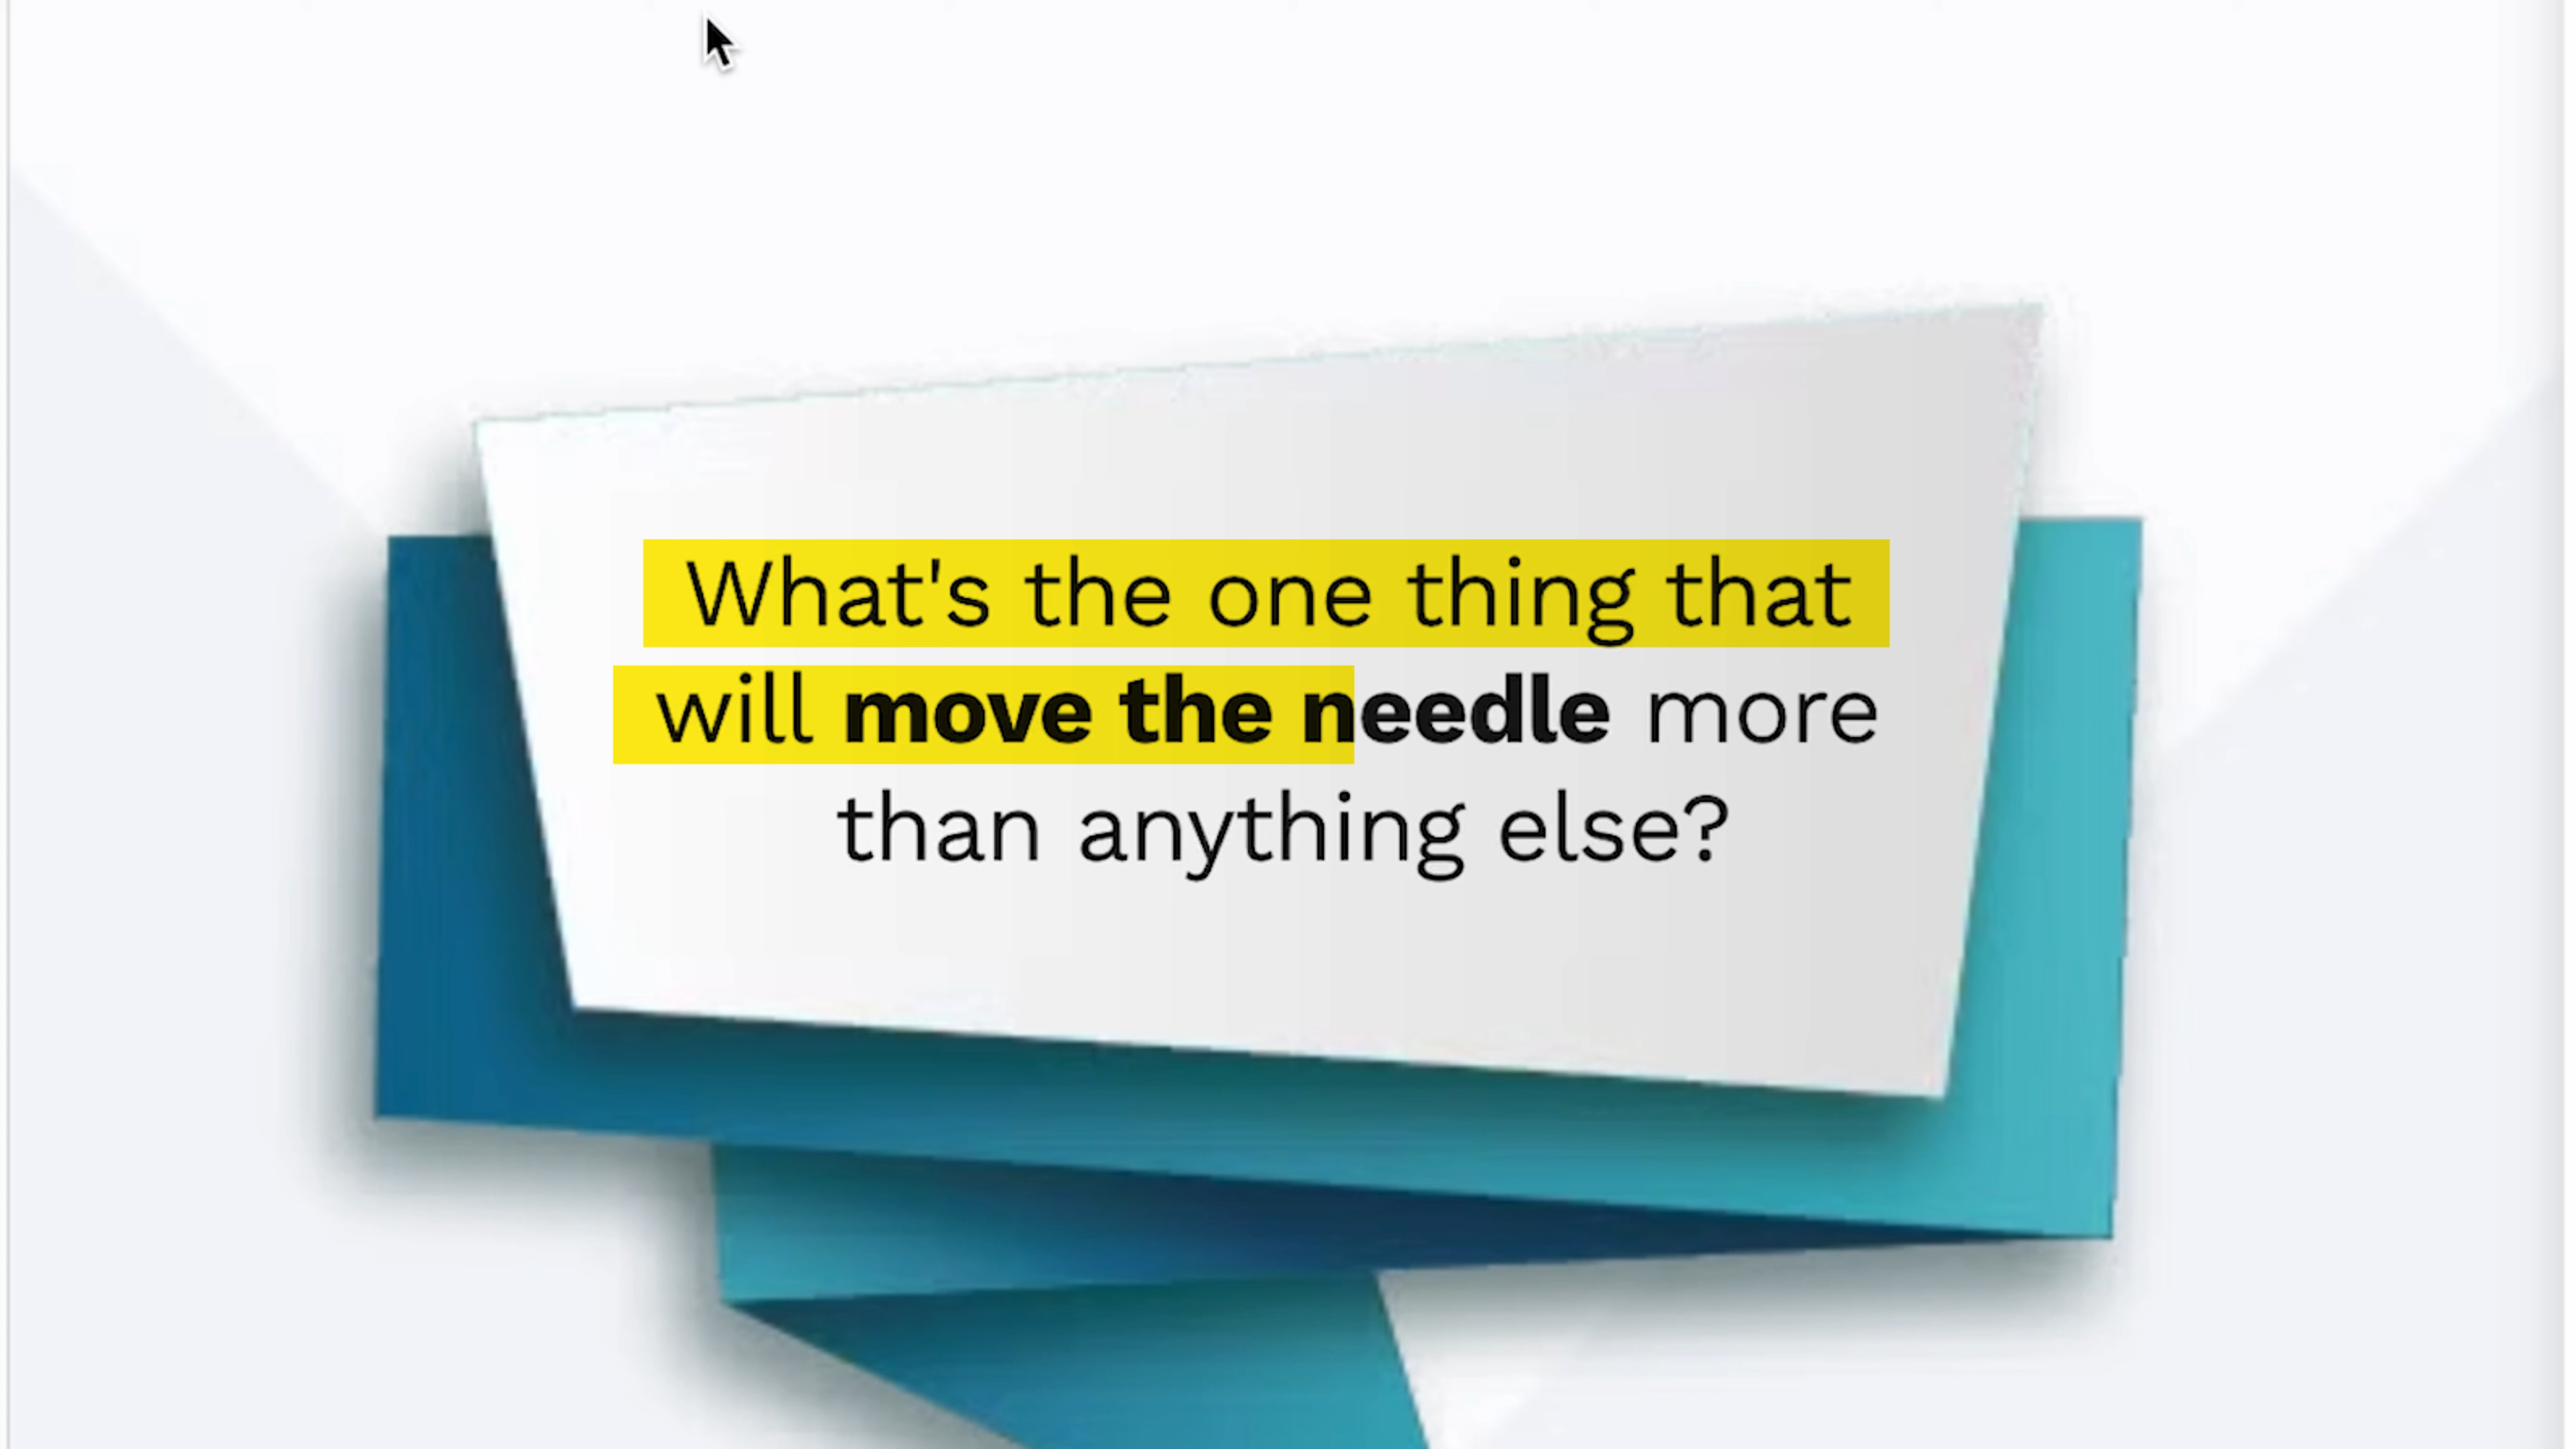 What's the one thing that
will move the needle more
than anything else?